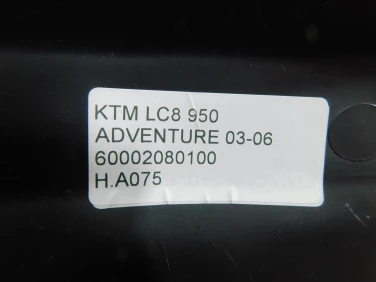 KTM LC8 950
ADVENTURE 03-06
60002080100
H.A075